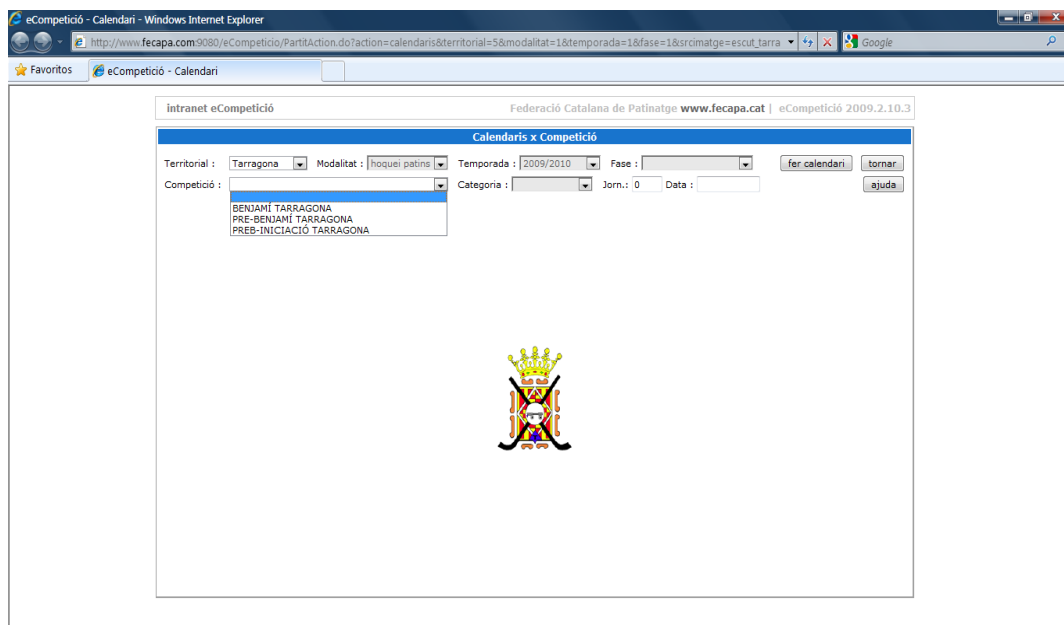 eCompetició - Calendari - Windows Internet Explorer
http://www.fecapa.com:9080/eCompeticio/PartitAction.do?action=calendaris&territorial=5&modalitat=1&temporada=1&fase=1&srcimatge=escut_tarra
Google
Favoritos
eCompetició - Calendari
intranet eCompetició
Federació Catalana de Patinatge www.fecapa.cat | eCompetició 2009.2.10.3
Calendaris x Competició
Territorial : Tarragona Modalitat : hoquei patins Temporada : 2009/2010 Fase : fer calendari tornar
Competició : Categoria : Jorn.: 0 Data : ajuda
BENJAMÍ TARRAGONA
PRE-BENJAMÍ TARRAGONA
PREB-INICIACIÓ TARRAGONA